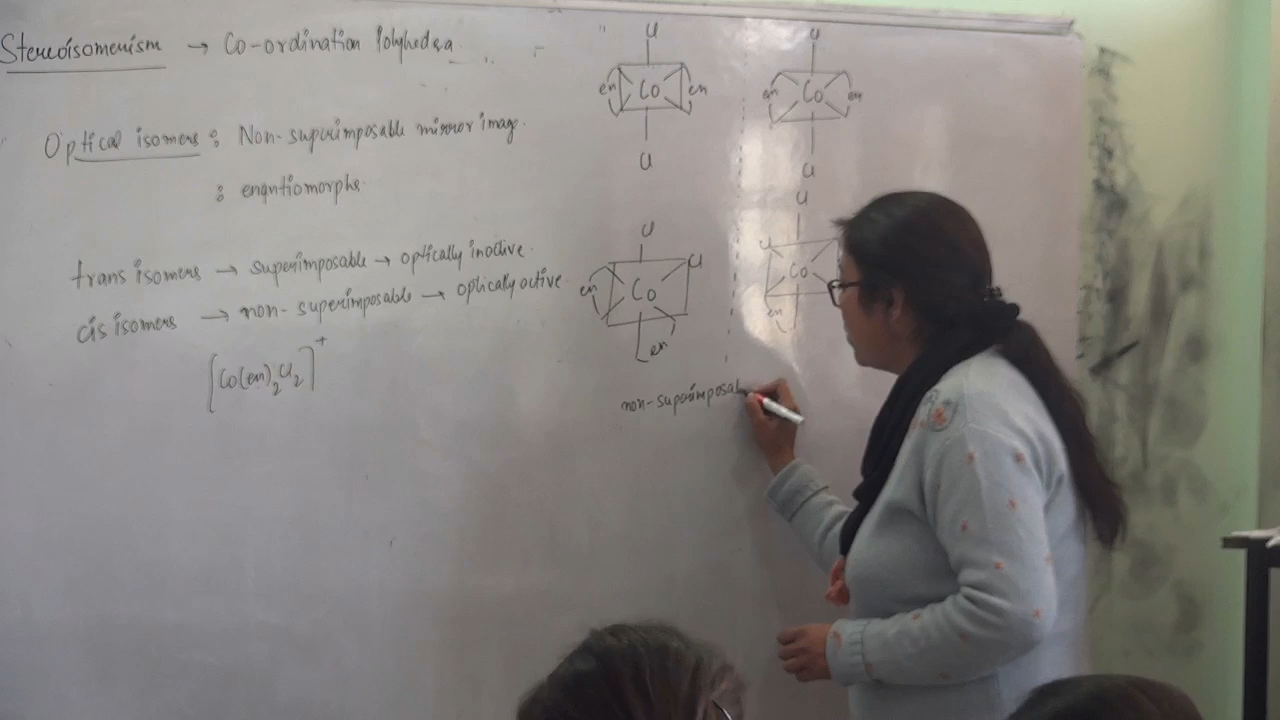 Stereoisomerism → Co-ordination Polyhedra
Optical isomers : Non-superimposable mirror imag.
: enantiomorphs
trans isomers → superimposable → optically inactive.
cis isomers → non-superimposable → optically active
[Co(en)₂Cl₂]⁺
Cl
en Co en
Cl
Cl
en Co en
Cl
Cl
Cl
en Co
en
Cl
Cl
Co
en
non-superimposab